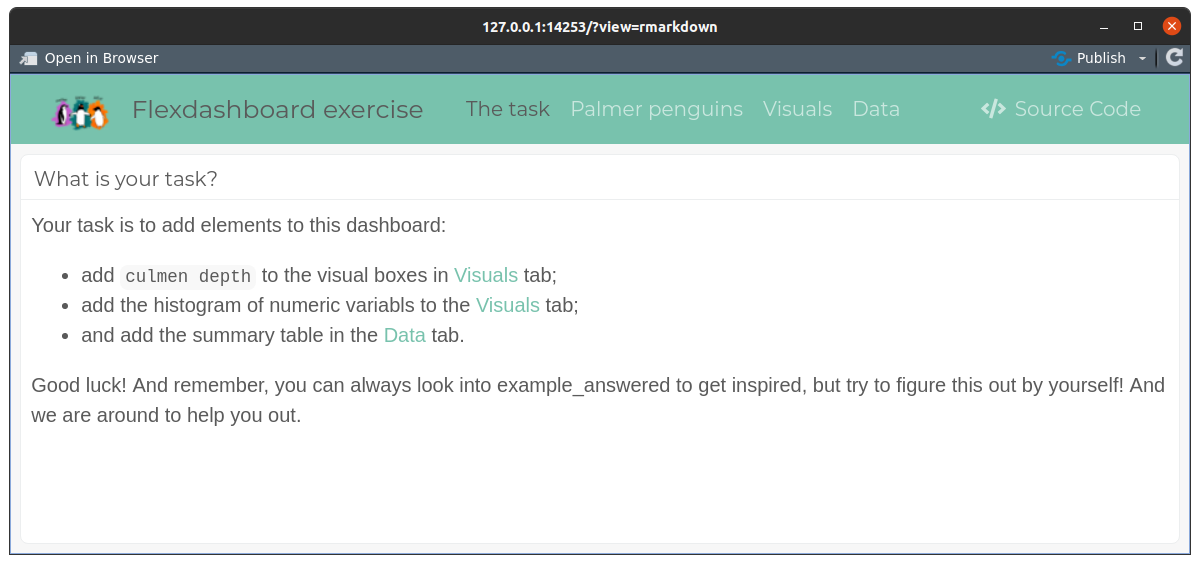 127.0.0.1:14253/?view=rmarkdown
Open in Browser Publish
Flexdashboard exercise The task Palmer penguins Visuals Data </> Source Code
What is your task?
Your task is to add elements to this dashboard:
• add culmen depth to the visual boxes in Visuals tab;
• add the histogram of numeric variabls to the Visuals tab;
• and add the summary table in the Data tab.
Good luck! And remember, you can always look into example_answered to get inspired, but try to figure this out by yourself! And
we are around to help you out.